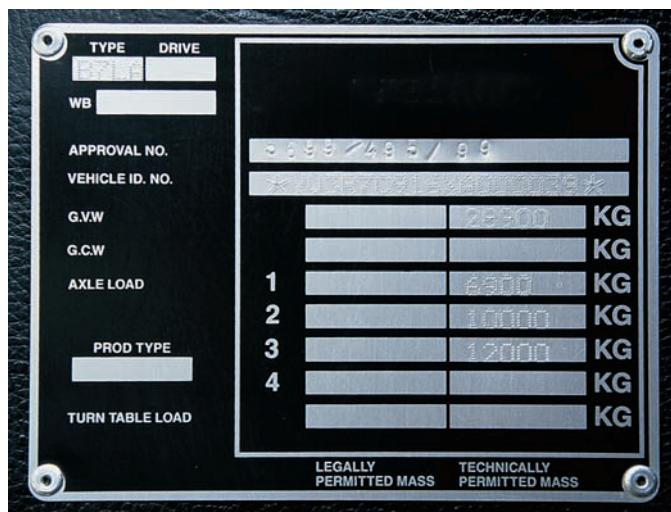 TYPE DRIVE
B7LA
WB
APPROVAL NO.
VEHICLE ID. NO.
G.V.W 28900 KG
G.C.W KG
AXLE LOAD 1 6900 KG
2 10000 KG
PROD TYPE 3 12000 KG
4 KG
TURN TABLE LOAD KG
LEGALLY PERMITTED MASS
TECHNICALLY PERMITTED MASS